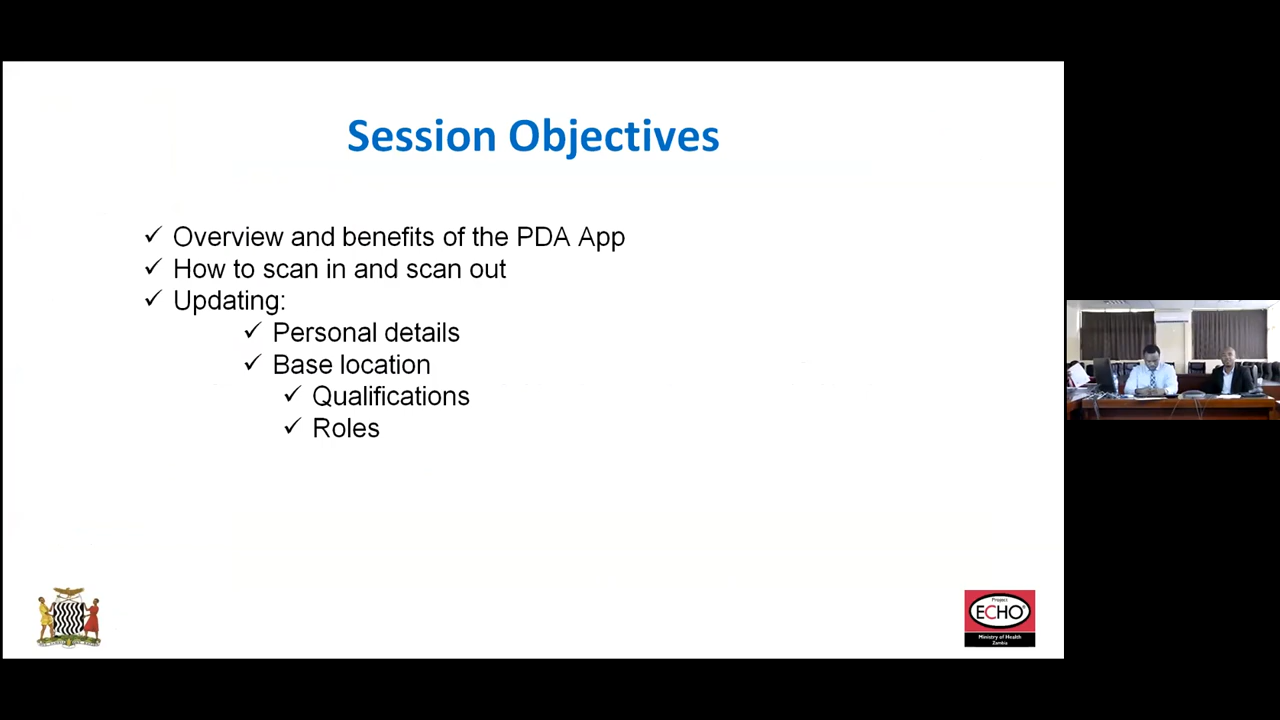 Session Objectives
✓ Overview and benefits of the PDA App
✓ How to scan in and scan out
✓ Updating:
✓ Personal details
✓ Base location
✓ Qualifications
✓ Roles
Project
ECHO®
Ministry of Health
Zambia